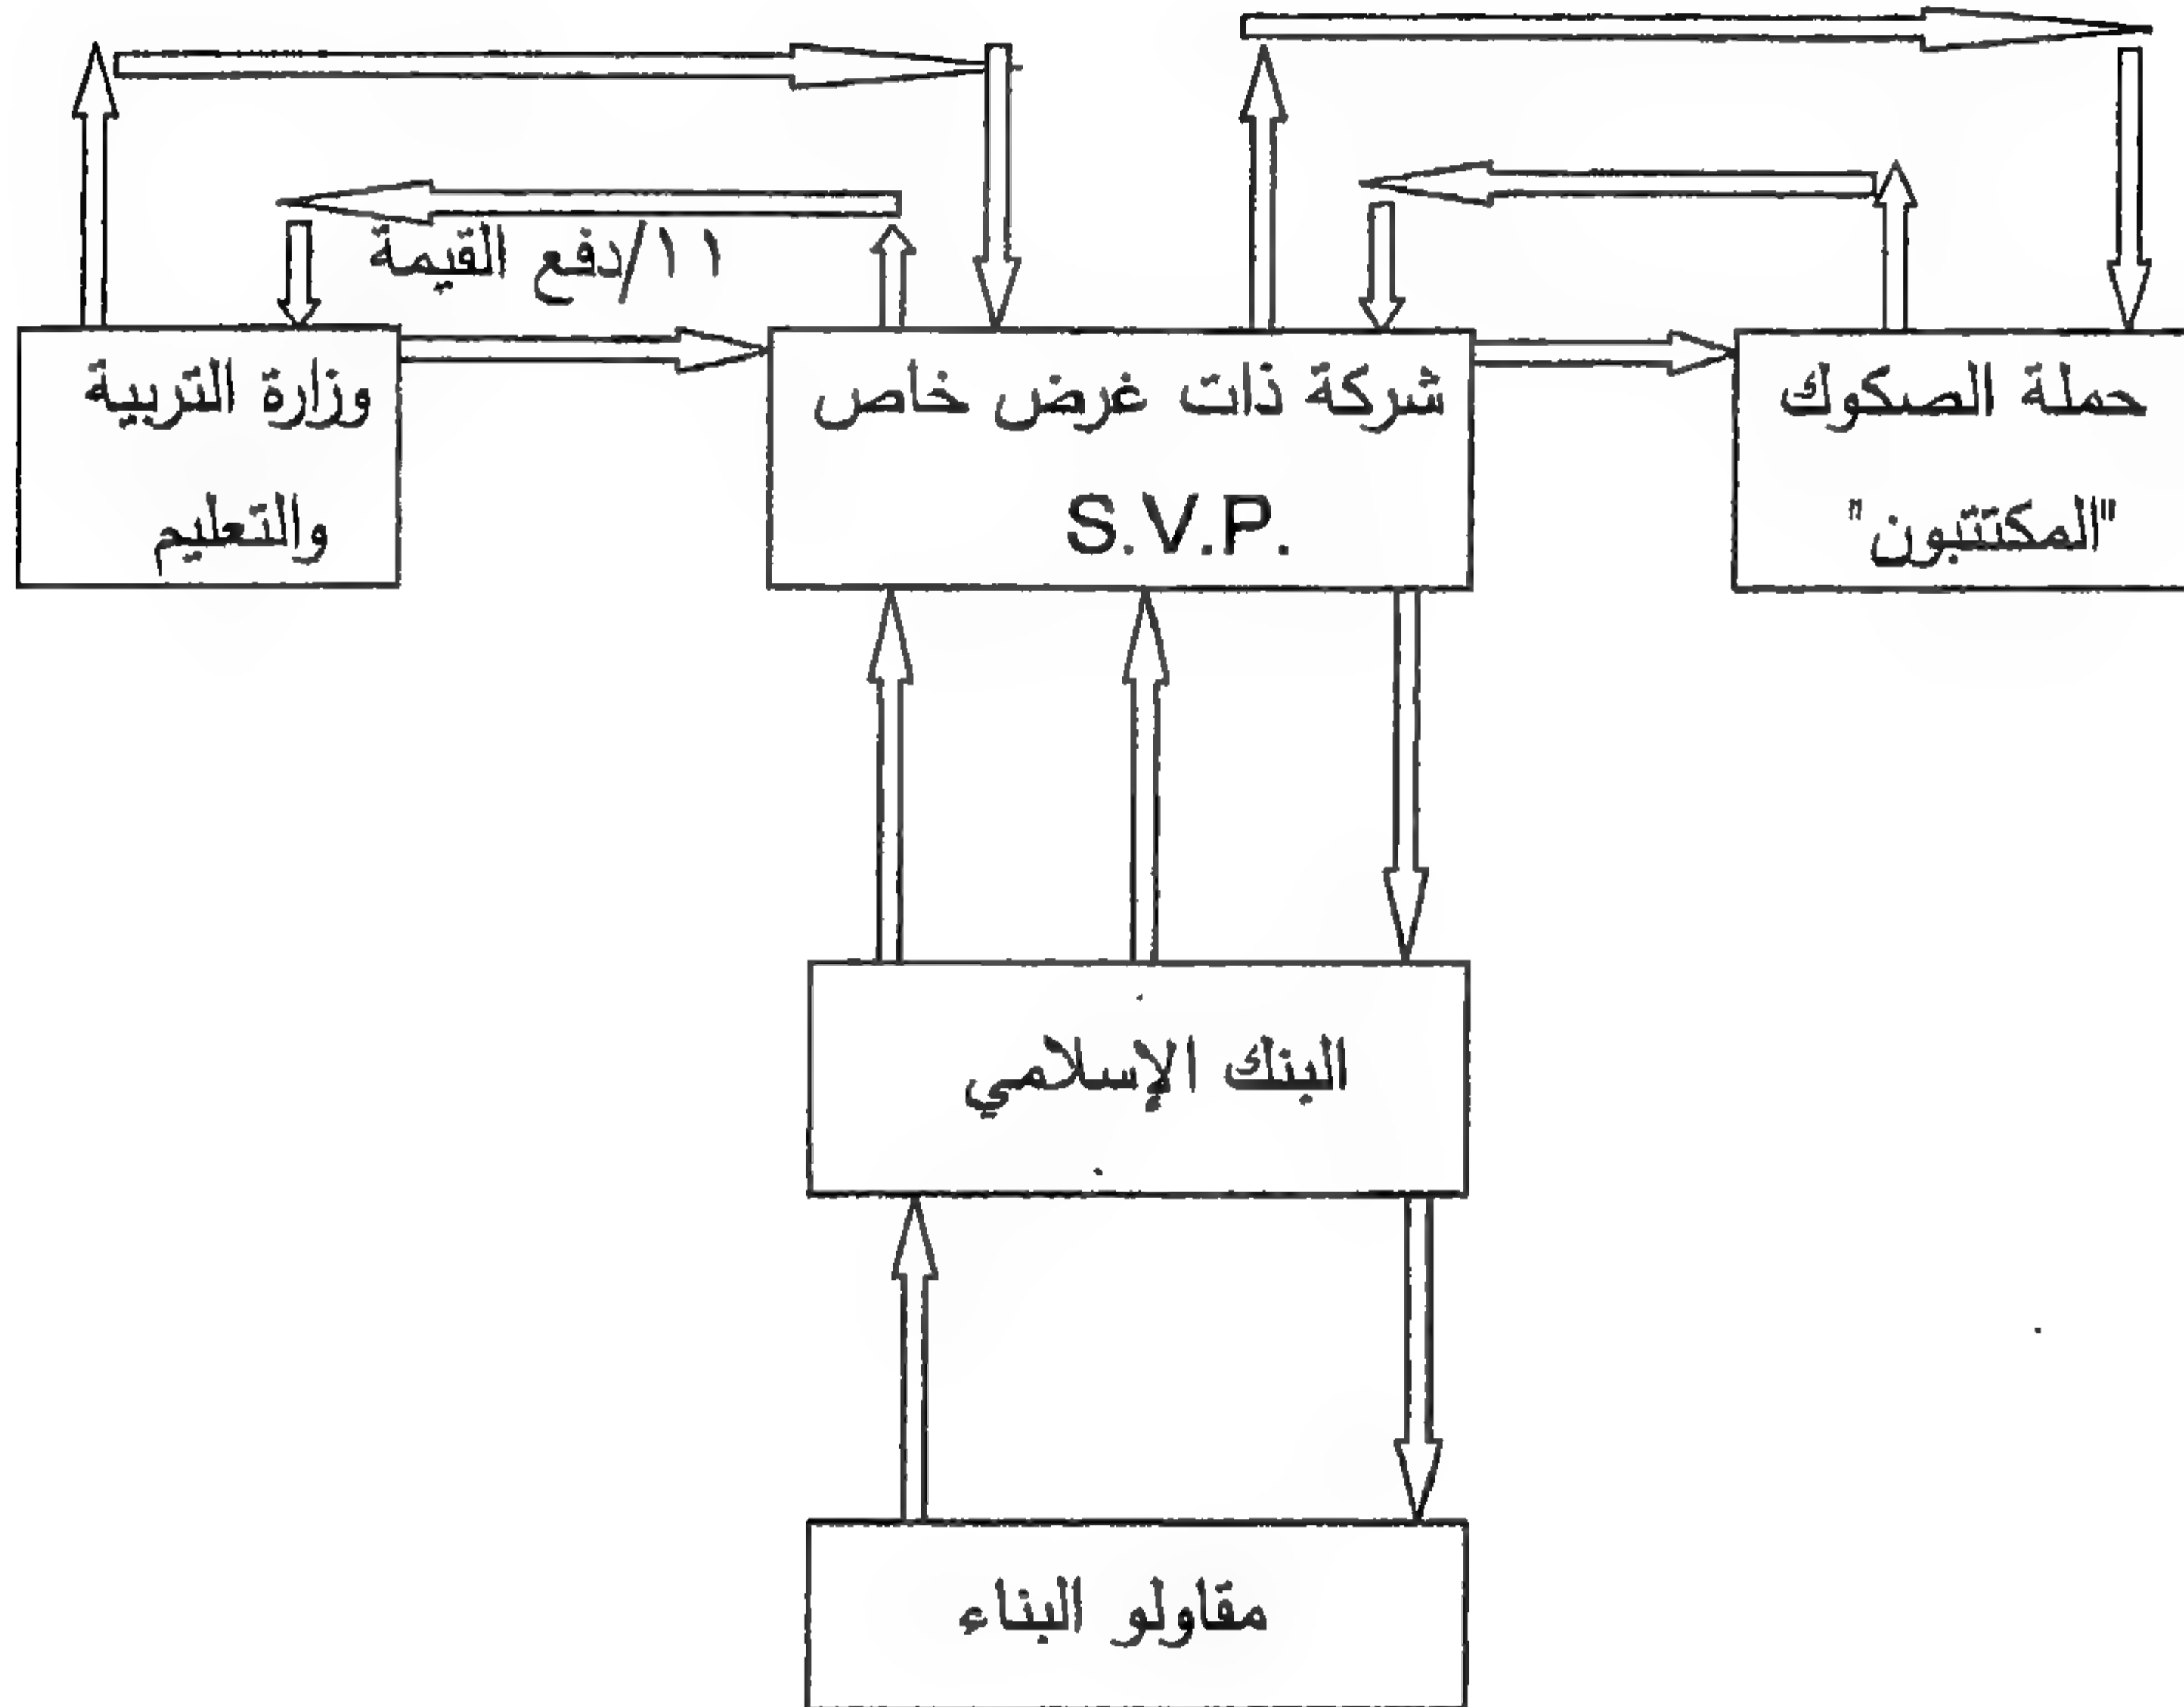 ١١/دفع القيمة
حملة الصكوك
"المكتتبون"
شركة ذات غرض خاص
S.V.P.
وزارة التربية
والتعليم
البنك الإسلامي
مقاولو البناء